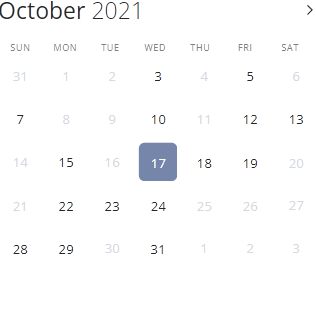 October 2021
SUN MON TUE WED THU FRI SAT
31 1 2 3 4 5 6
7 8 9 10 11 12 13
14 15 16 17 18 19 20
21 22 23 24 25 26 27
28 29 30 31 1 2 3